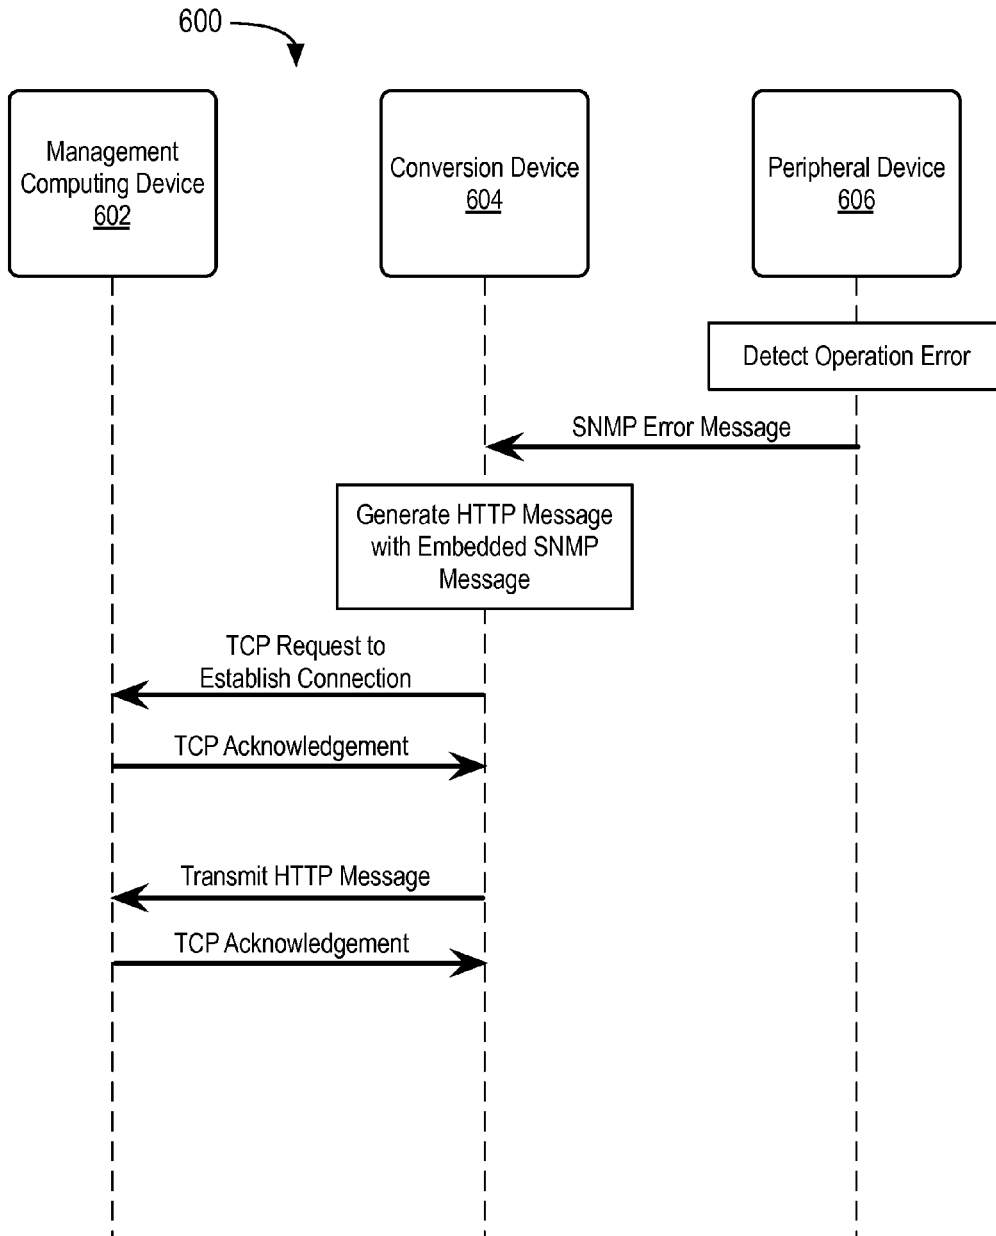 600
Management
Computing Device
602
Conversion Device
604
Peripheral Device
606
Detect Operation Error
SNMP Error Message
Generate HTTP Message
with Embedded SNMP
Message
TCP Request to
Establish Connection
TCP Acknowledgement
Transmit HTTP Message
TCP Acknowledgement